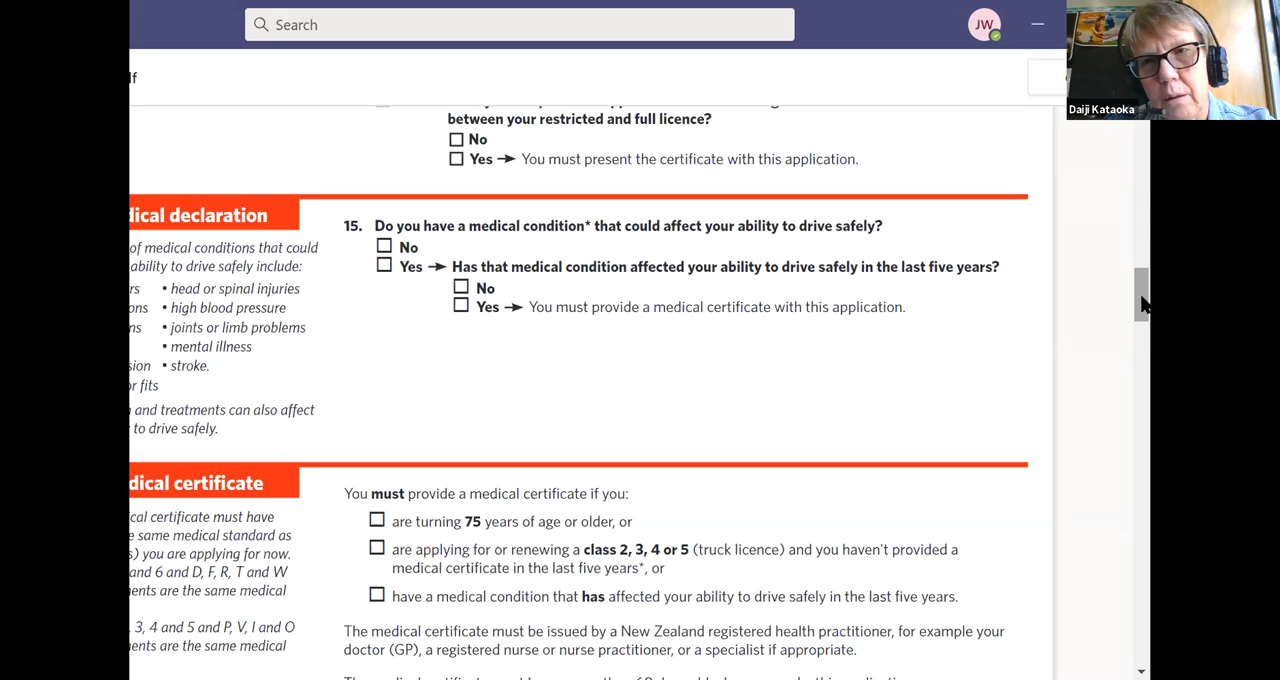 Search
JW
Daiji Kataoka
lf
between your restricted and full licence?
No
Yes → You must present the certificate with this application.
dical declaration
of medical conditions that could
ability to drive safely include:
rs • head or spinal injuries
ons • high blood pressure
ns • joints or limb problems
• mental illness
sion • stroke.
or fits
and treatments can also affect
to drive safely.
15. Do you have a medical condition* that could affect your ability to drive safely?
No
Yes → Has that medical condition affected your ability to drive safely in the last five years?
No
Yes → You must provide a medical certificate with this application.
dical certificate
ical certificate must have
e same medical standard as
s) you are applying for now.
and 6 and D, F, R, T and W
ents are the same medical
, 3, 4 and 5 and P, V, I and O
ents are the same medical
You must provide a medical certificate if you:
are turning 75 years of age or older, or
are applying for or renewing a class 2, 3, 4 or 5 (truck licence) and you haven't provided a
medical certificate in the last five years*, or
have a medical condition that has affected your ability to drive safely in the last five years.
The medical certificate must be issued by a New Zealand registered health practitioner, for example your
doctor (GP), a registered nurse or nurse practitioner, or a specialist if appropriate.